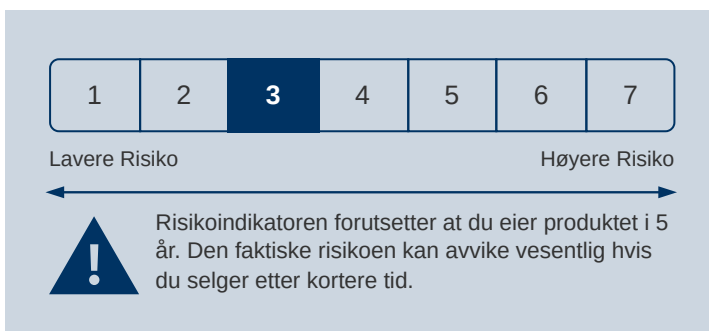 1 2 3 4 5 6 7
Lavere Risiko Høyere Risiko
!
Risikoindikatoren forutsetter at du eier produktet i 5
år. Den faktiske risikoen kan avvike vesentlig hvis
du selger etter kortere tid.